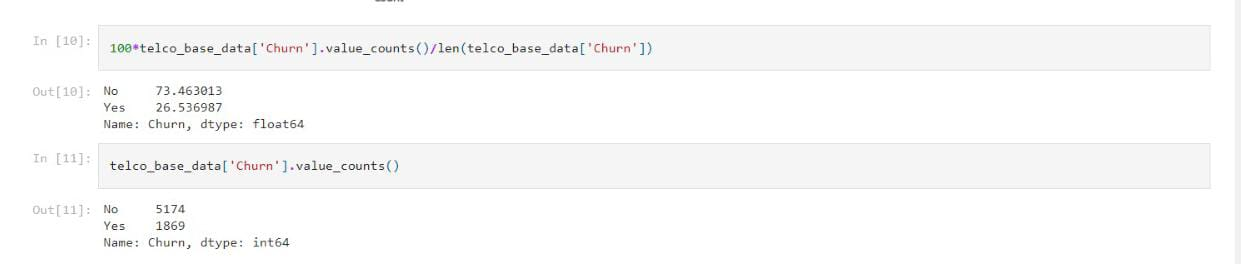 count
In [10]: 100*telco_base_data['Churn'].value_counts()/len(telco_base_data['Churn'])
Out[10]: No 73.463013
Yes 26.536987
Name: Churn, dtype: float64
In [11]: telco_base_data['Churn'].value_counts()
Out[11]: No 5174
Yes 1869
Name: Churn, dtype: int64